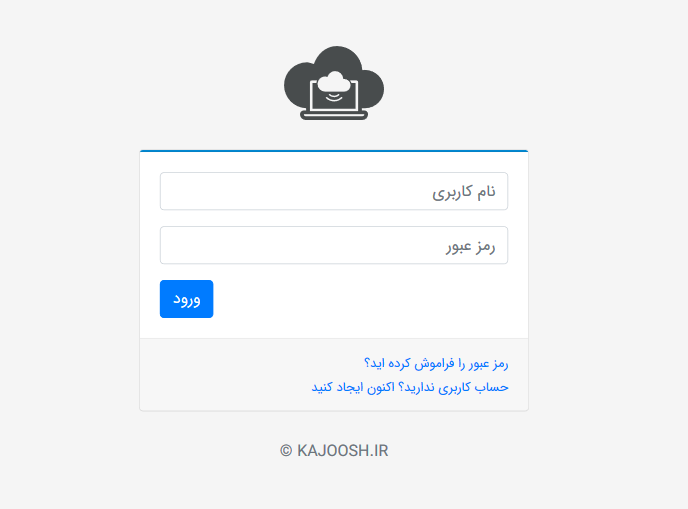 نام کاربری
رمز عبور
ورود
رمز عبور را فراموش کرده اید؟
حساب کاربری ندارید؟ اکنون ایجاد کنید
© KAJOOSH.IR